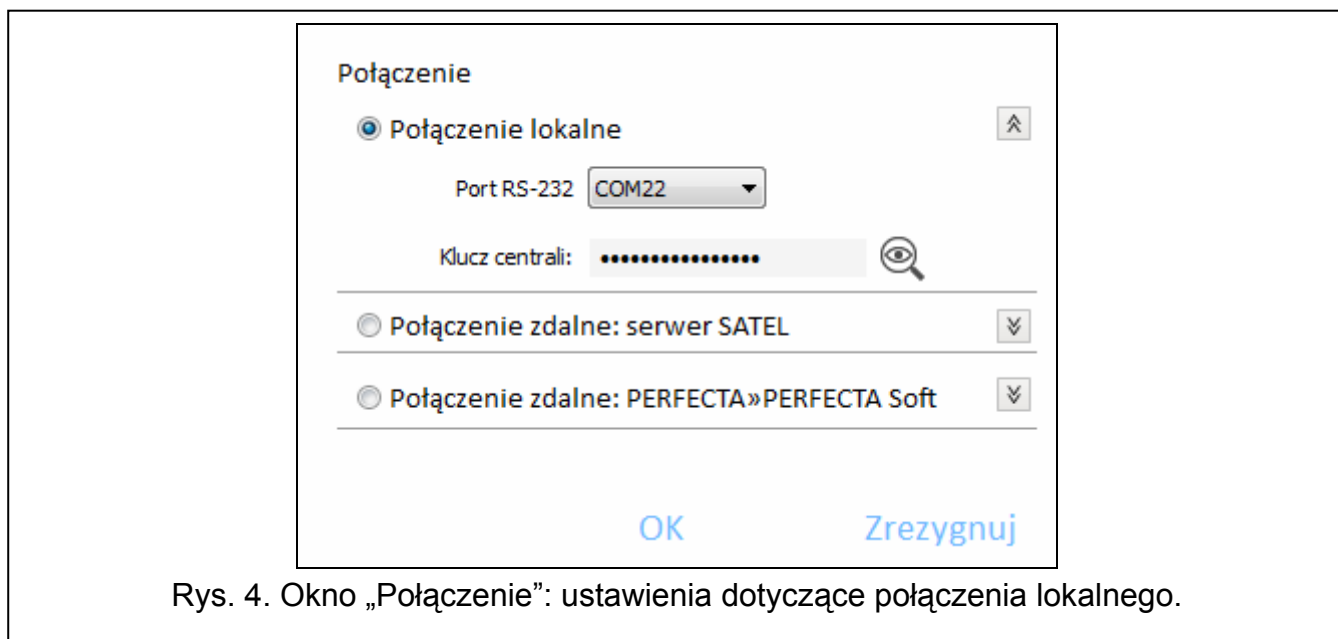 Połączenie
Połączenie lokalne
Port RS-232 COM22
Klucz centrali: ••••••••••••••••
Połączenie zdalne: serwer SATEL
Połączenie zdalne: PERFECTA»PERFECTA Soft
OK Zrezygnuj
Rys. 4. Okno „Połączenie”: ustawienia dotyczące połączenia lokalnego.